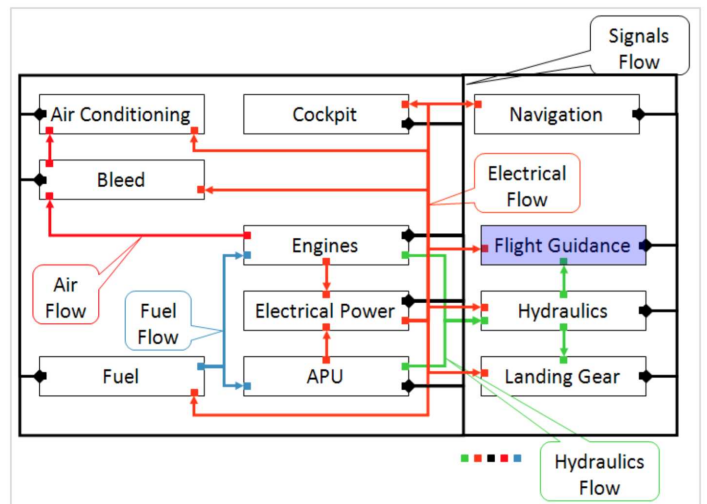 Signals
Flow
Air Conditioning
Cockpit
Navigation
Bleed
Electrical
Flow
Engines
Flight Guidance
Air
Flow
Fuel
Flow
Electrical Power
Hydraulics
Fuel
APU
Landing Gear
Hydraulics
Flow